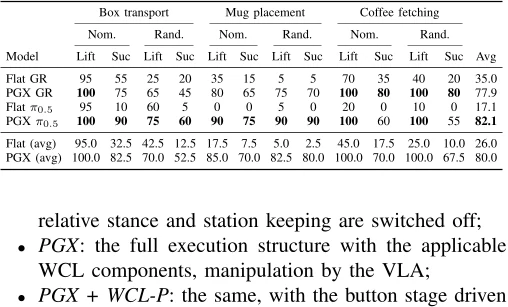 Box transport Mug placement Coffee fetching
Nom. Rand. Nom. Rand. Nom. Rand.
Model Lift Suc Lift Suc Lift Suc Lift Suc Lift Suc Lift Suc Avg
Flat GR 95 55 25 20 35 15 5 5 70 35 40 20 35.0
PGX GR 100 75 65 45 80 65 75 70 100 80 100 80 77.9
Flat π0.5 95 10 60 5 0 0 5 0 20 0 10 0 17.1
PGX π0.5 100 90 75 60 90 75 90 90 100 60 100 55 82.1
Flat (avg) 95.0 32.5 42.5 12.5 17.5 7.5 5.0 2.5 45.0 17.5 25.0 10.0 26.0
PGX (avg) 100.0 82.5 70.0 52.5 85.0 70.0 82.5 80.0 100.0 70.0 100.0 67.5 80.0
relative stance and station keeping are switched off;
• PGX: the full execution structure with the applicable
WCL components, manipulation by the VLA;
• PGX + WCL-P: the same, with the button stage driven